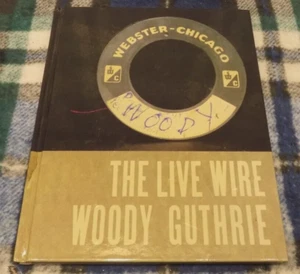 WEBSTER-CHICAGO
W
C
W
C
WOODY
THE LIVE WIRE
WOODY GUTHRIE